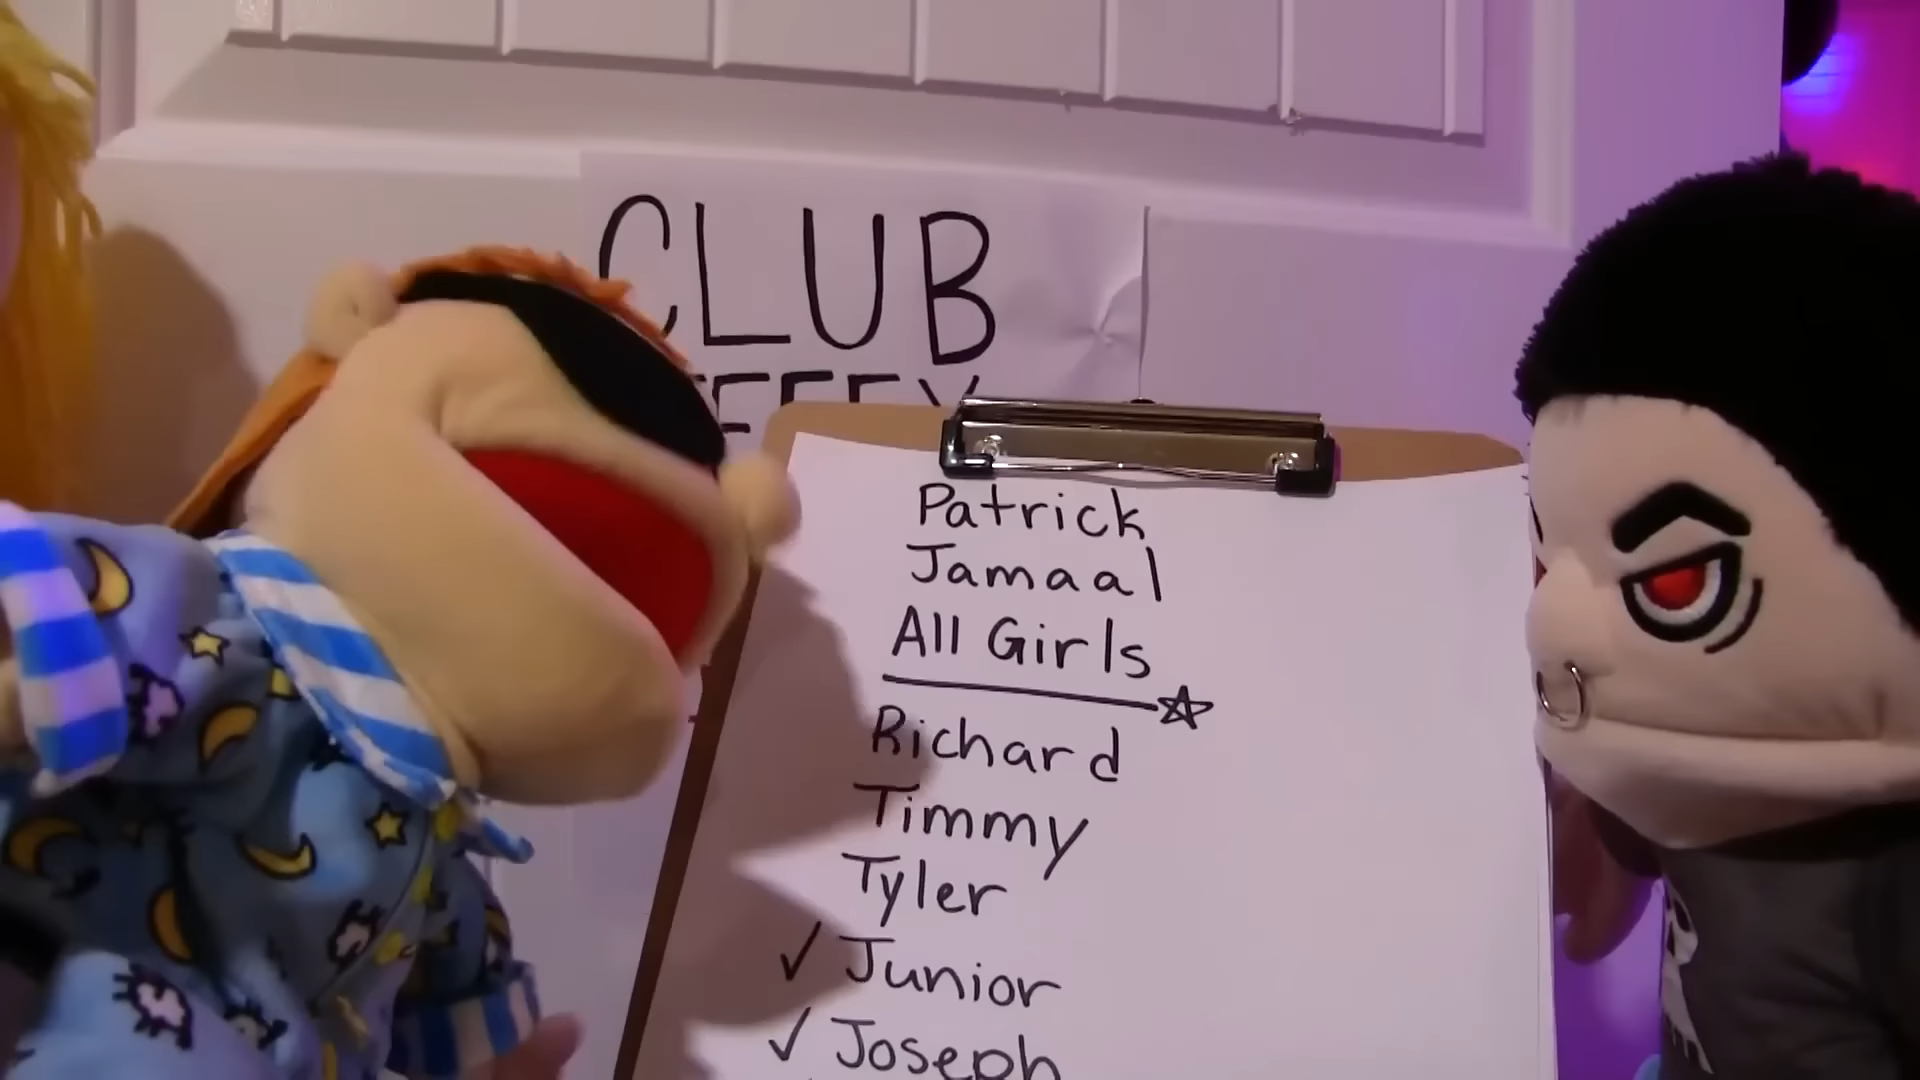 CLUB
Patrick
Jamaal
All Girls
Richard
Timmy
Tyler
✓ Junior
✓ Joseph